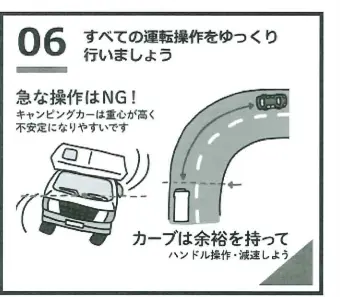 06
すべての運転操作をゆっくり
行いましょう
急な操作はNG!
キャンピングカーは重心が高く
不安定になりやすいです
カーブは余裕を持って
ハンドル操作・減速しよう